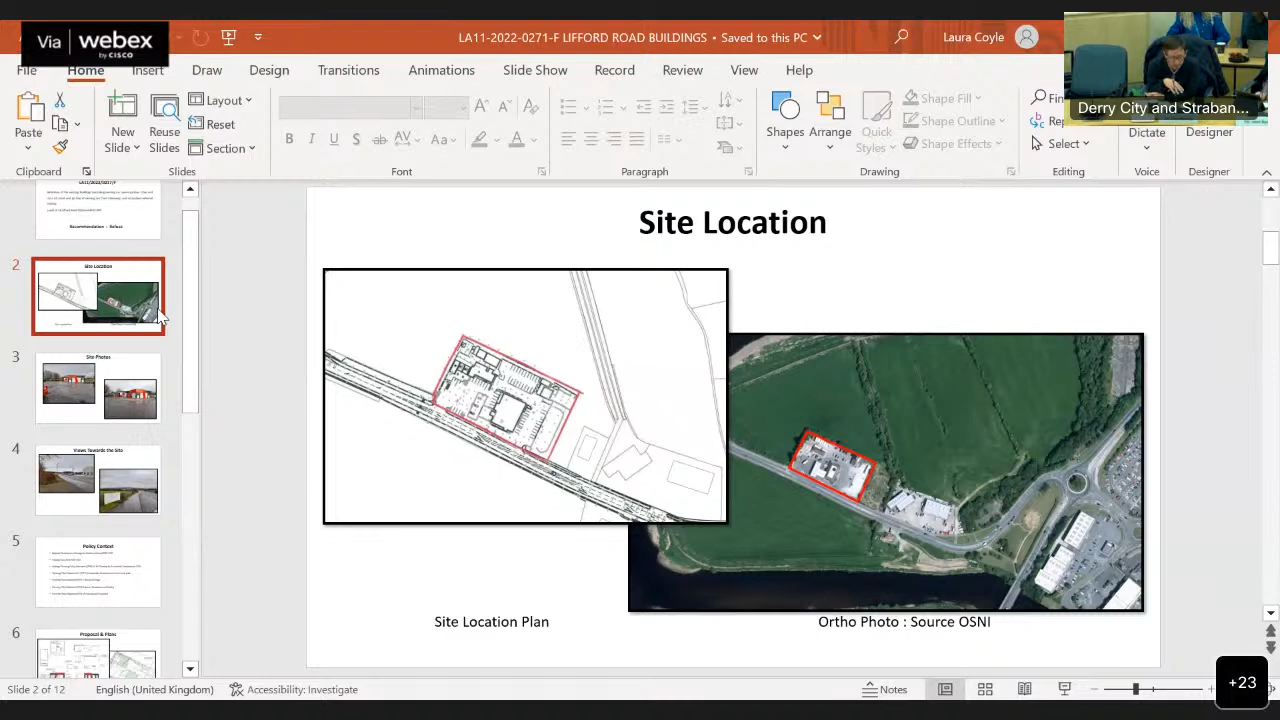 Via webex
by CISCO
LA11-2022-0271-F LIFFORD ROAD BUILDINGS • Saved to this PC
Laura Coyle
File Home Insert Draw Design Transitions Animations Slide Show Record Review View Help
Derry City and Straban...
Paste
New Slide
Reuse Slides
Layout
Reset
Section
B I U S ab AV Aa A
Shapes
Arrange
Quick Styles
Shape Fill
Shape Outline
Shape Effects
Select
Dictate
Designer
Clipboard
Slides
Font
Paragraph
Drawing
Editing
Voice
Designer
Recommendation : Refuse
2
Site Location
3
Site Photos
4
Views Towards the Site
5
Policy Context
6
Proposal & Plans
Site Location
Site Location Plan
Ortho Photo : Source OSNI
Slide 2 of 12
English (United Kingdom)
Accessibility: Investigate
Notes
+23